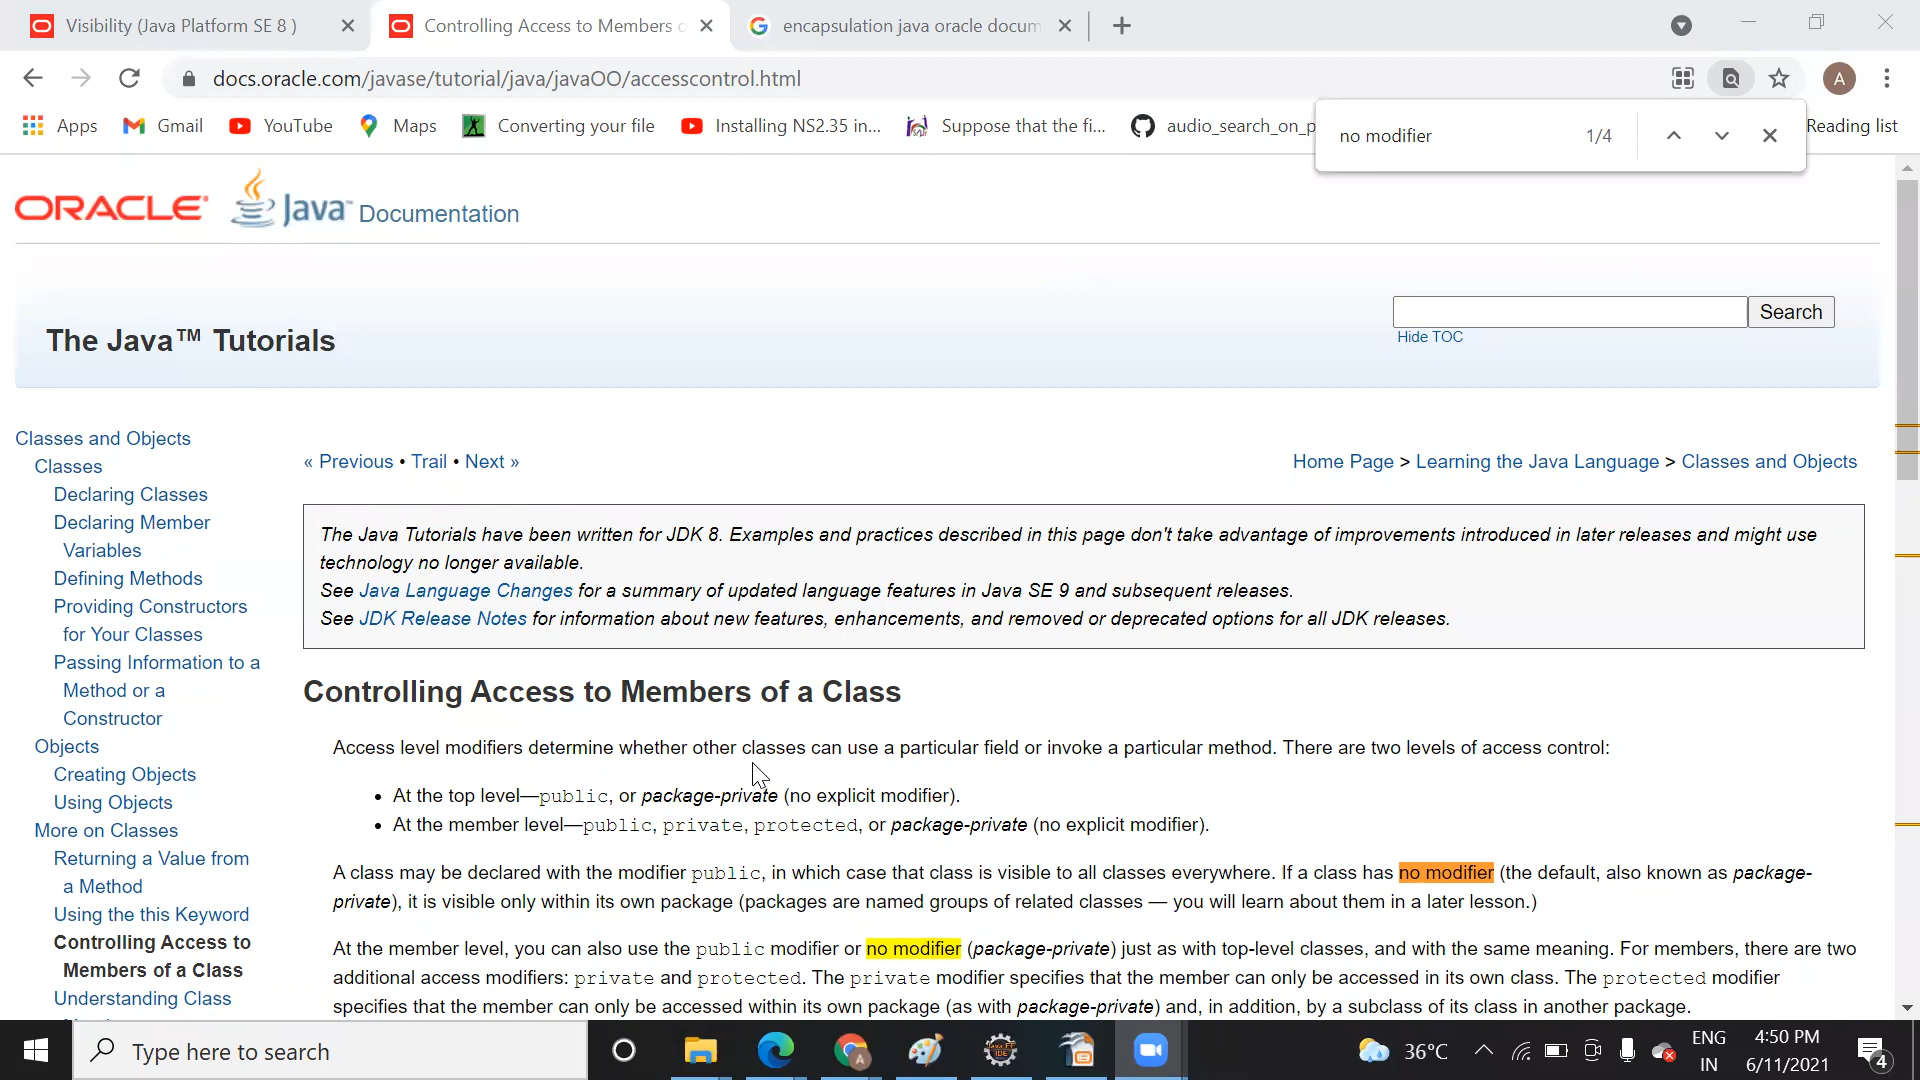 Visibility (Java Platform SE 8 )
Controlling Access to Members o
encapsulation java oracle docum
docs.oracle.com/javase/tutorial/java/javaOO/accesscontrol.html
A
Apps
Gmail
YouTube
Maps
Converting your file
Installing NS2.35 in...
Suppose that the fi...
audio_search_on_p
Reading list
no modifier
1/4
ORACLE
Java™ Documentation
The Java™ Tutorials
Search
Hide TOC
Classes and Objects
Classes
Declaring Classes
Declaring Member
Variables
Defining Methods
Providing Constructors
for Your Classes
Passing Information to a
Method or a
Constructor
Objects
Creating Objects
Using Objects
More on Classes
Returning a Value from
a Method
Using the this Keyword
Controlling Access to
Members of a Class
Understanding Class
« Previous • Trail • Next »
Home Page > Learning the Java Language > Classes and Objects
The Java Tutorials have been written for JDK 8. Examples and practices described in this page don't take advantage of improvements introduced in later releases and might use
technology no longer available.
See Java Language Changes for a summary of updated language features in Java SE 9 and subsequent releases.
See JDK Release Notes for information about new features, enhancements, and removed or deprecated options for all JDK releases.
Controlling Access to Members of a Class
Access level modifiers determine whether other classes can use a particular field or invoke a particular method. There are two levels of access control:
• At the top level—public, or package-private (no explicit modifier).
• At the member level—public, private, protected, or package-private (no explicit modifier).
A class may be declared with the modifier public, in which case that class is visible to all classes everywhere. If a class has no modifier (the default, also known as package-
private), it is visible only within its own package (packages are named groups of related classes — you will learn about them in a later lesson.)
At the member level, you can also use the public modifier or no modifier (package-private) just as with top-level classes, and with the same meaning. For members, there are two
additional access modifiers: private and protected. The private modifier specifies that the member can only be accessed in its own class. The protected modifier
specifies that the member can only be accessed within its own package (as with package-private) and, in addition, by a subclass of its class in another package.
Type here to search
A
36°C
ENG
IN
4:50 PM
6/11/2021
4